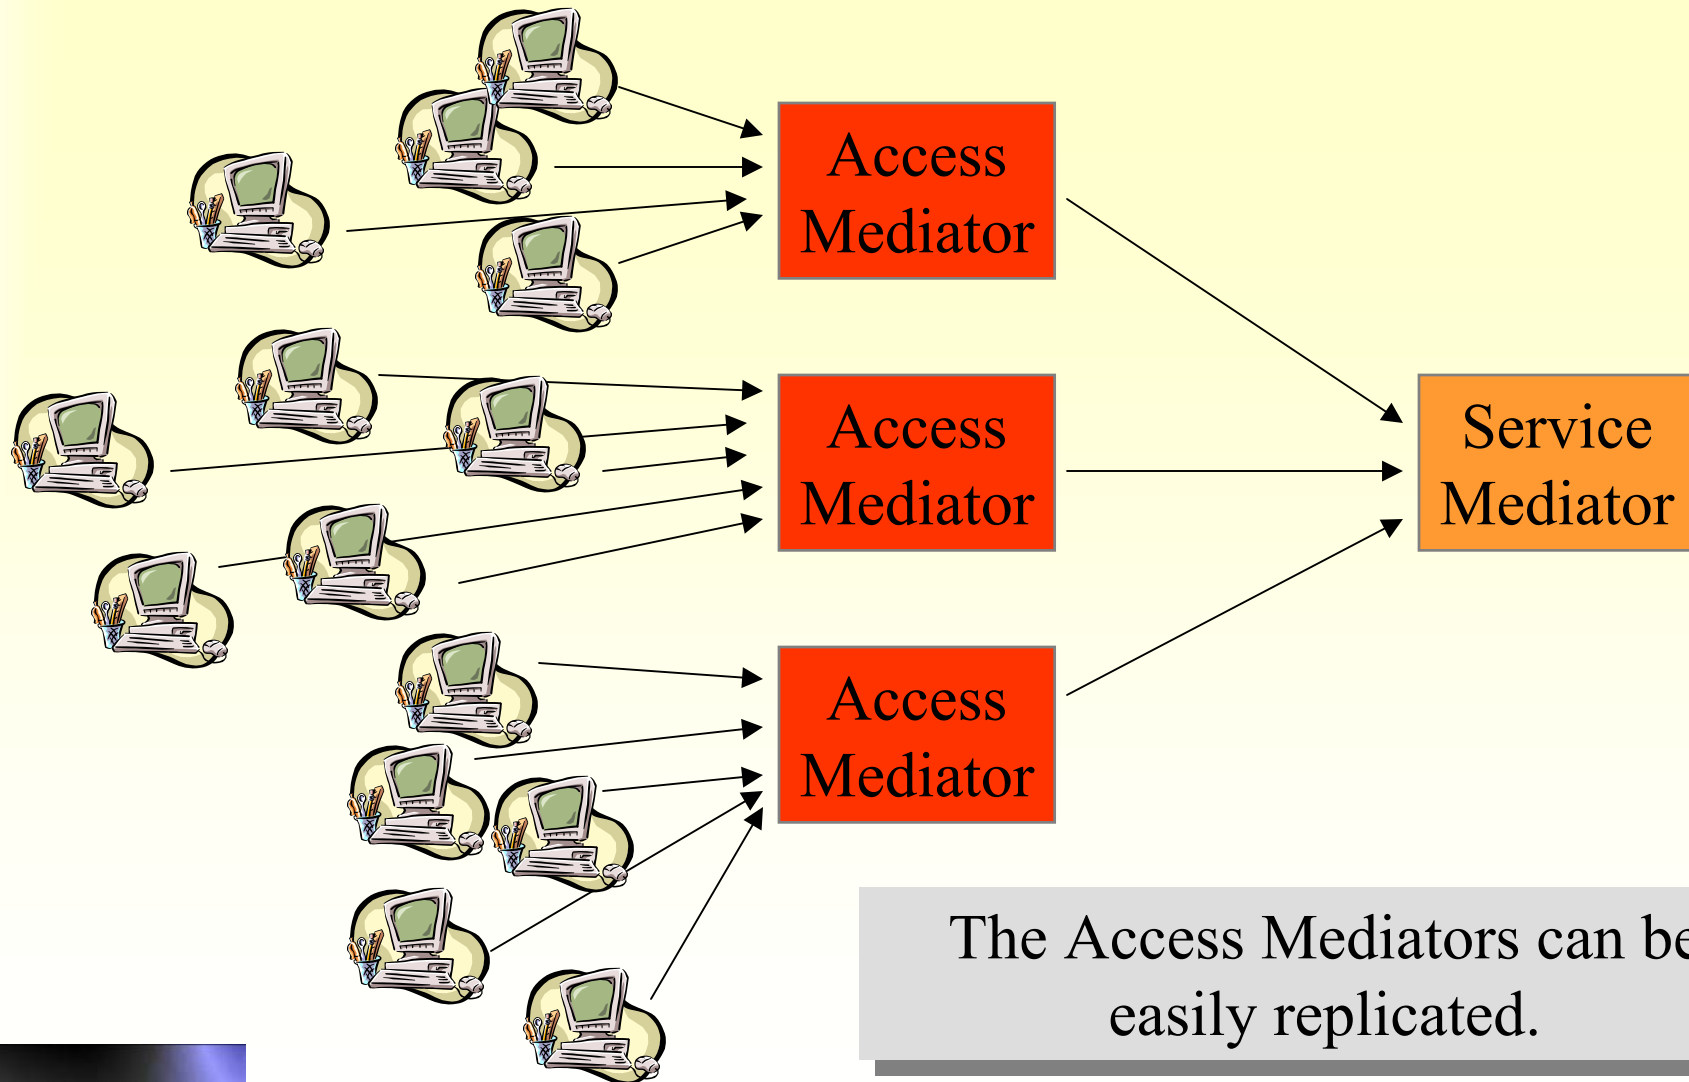 Access
Mediator
Access
Mediator
Service
Mediator
Access
Mediator
The Access Mediators can be
easily replicated.